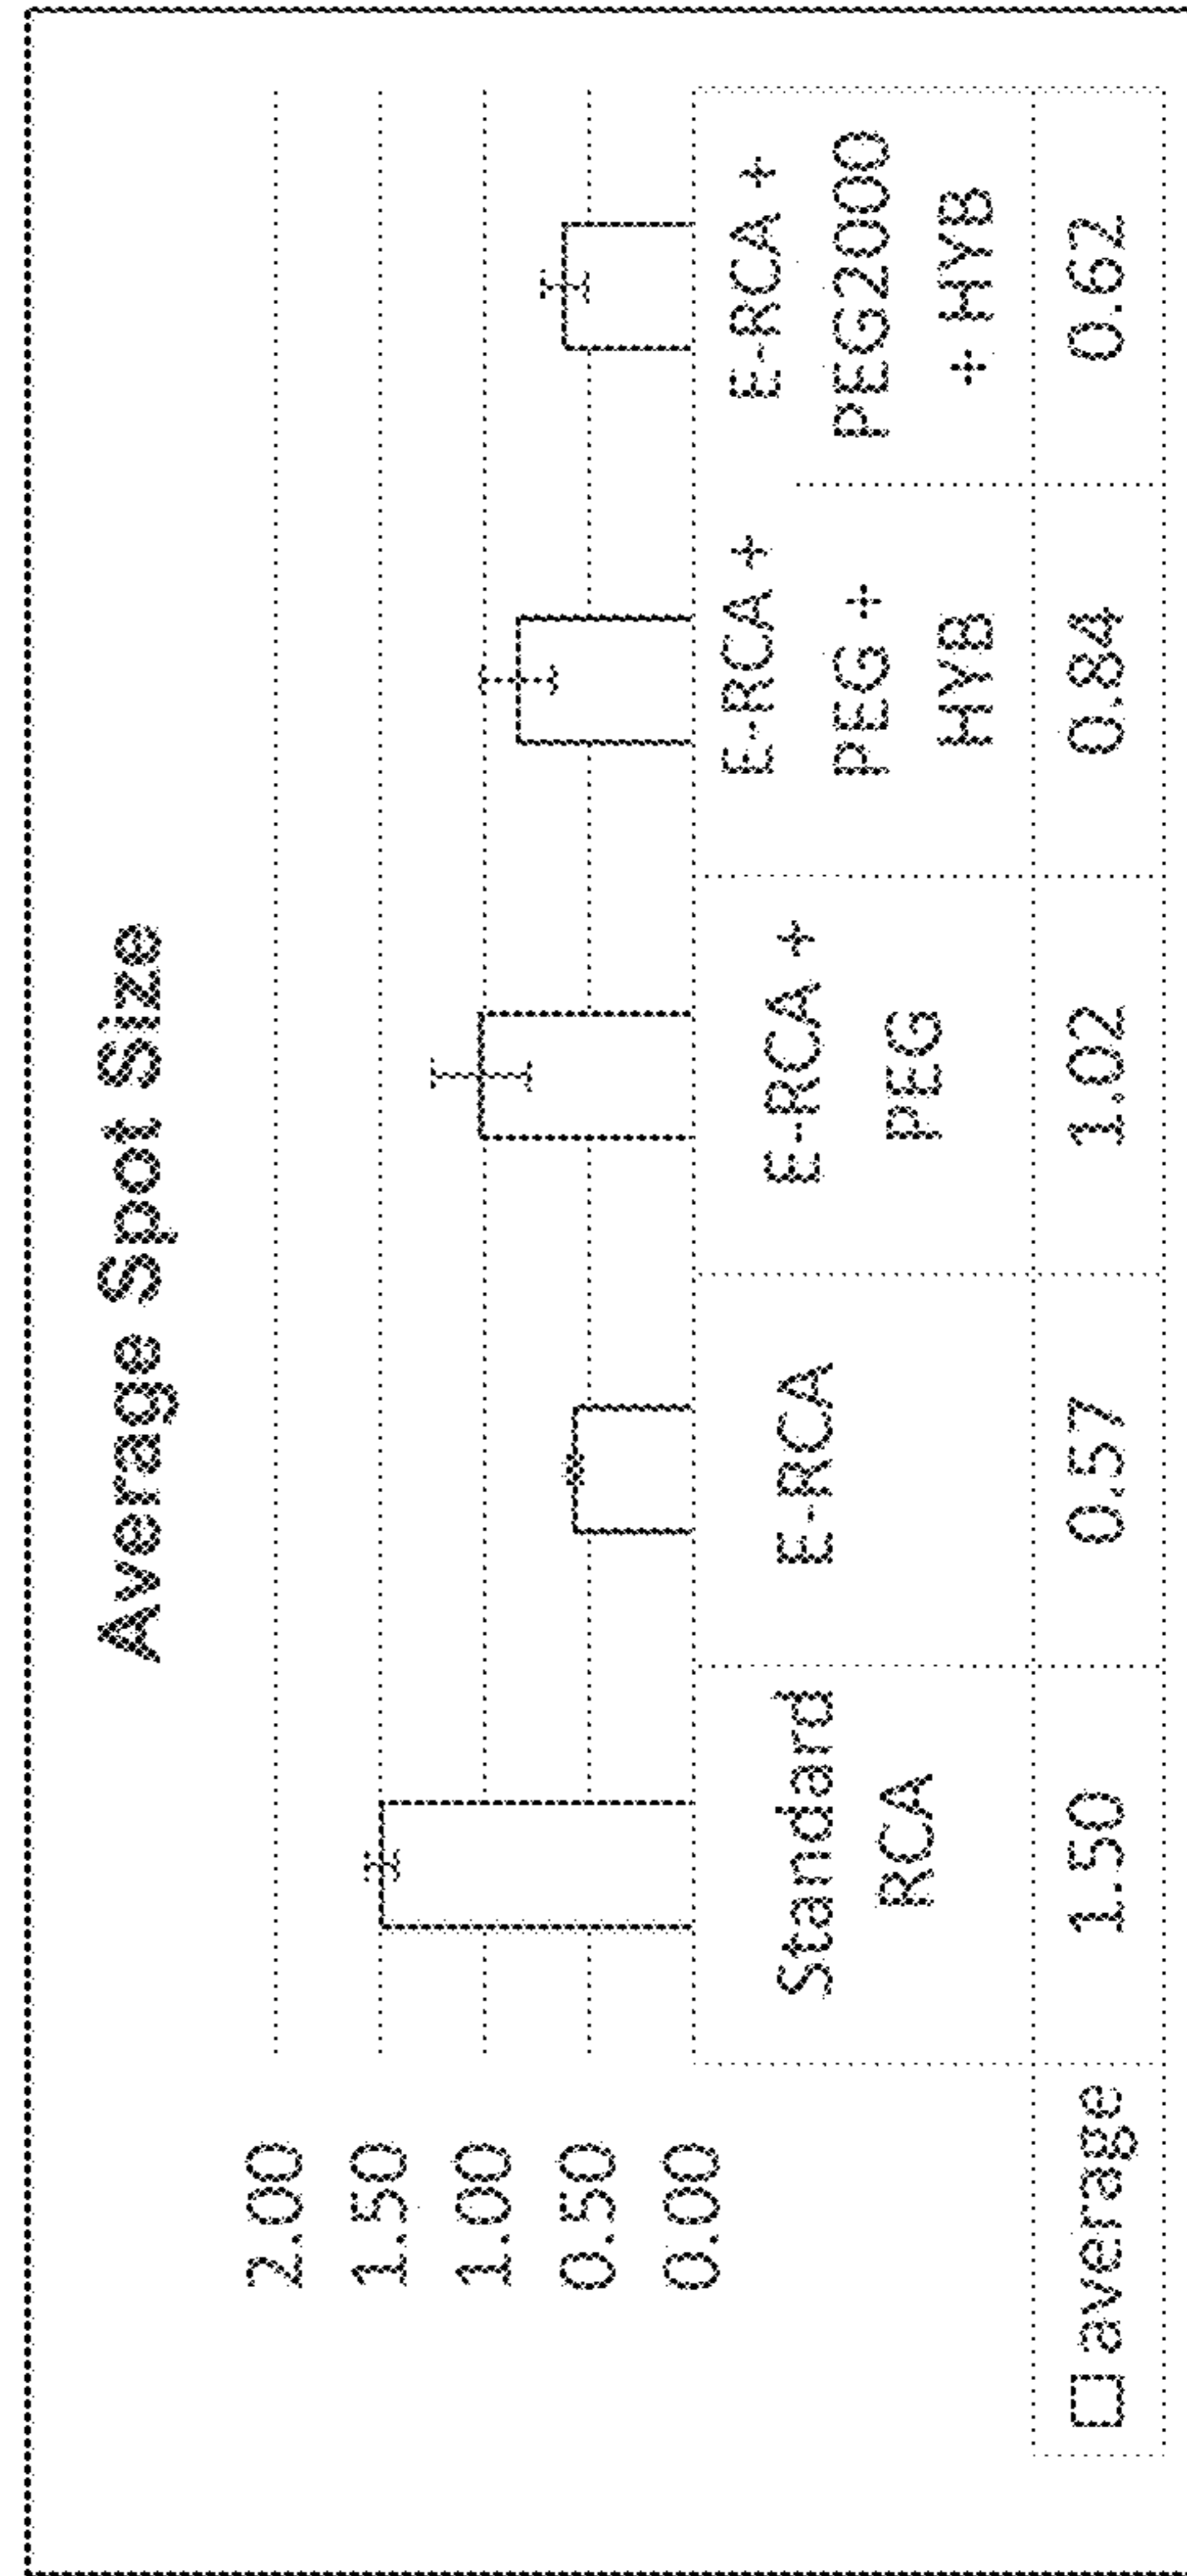 Average Spot Size
2.00
1.50
1.00
0.50
0.00
Standard
RCA
E-RCA
E-RCA +
PEG
E-RCA +
PEG +
HYB
E-RCA +
PEG2000
+ HYB
average 1.50 0.57 1.02 0.84 0.62